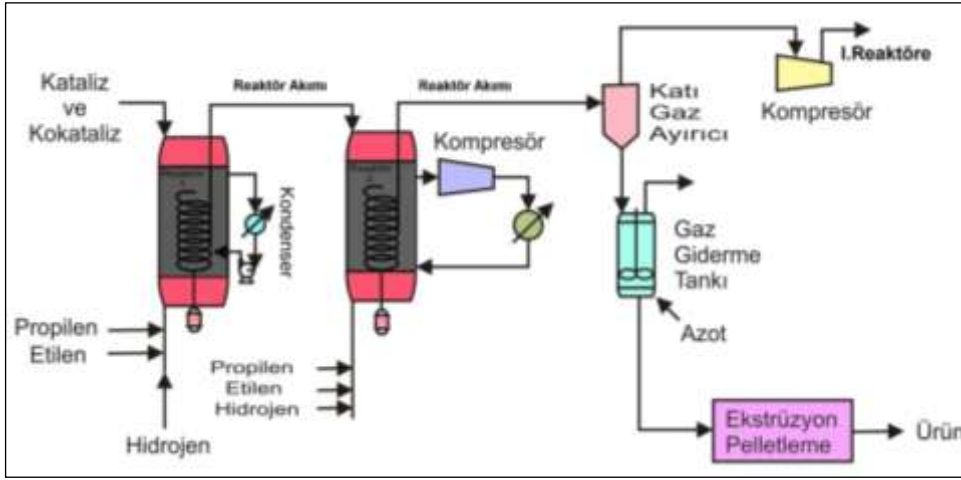 Kataliz
ve
Kokataliz
Reaktör Akımı
Reaktör Akımı
Kompresör
Kondenser
Katı
Gaz
Ayırıcı
I.Reaktöre
Kompresör
Gaz
Giderme
Tankı
Azot
Propilen
Etilen
Hidrojen
Propilen
Etilen
Hidrojen
Ekstrüzyon
Pelletleme
Ürün